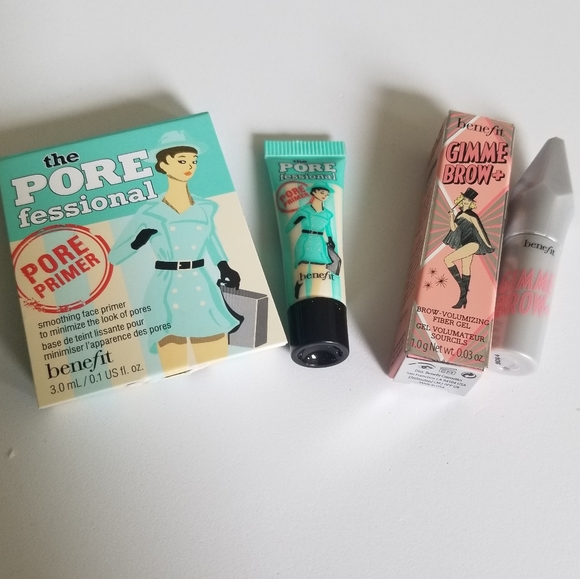 the
PORE
fessional
PORE
PRIMER
smoothing face primer
to minimize the look of pores
base de teint lissante pour
minimiser l'apparence des pores
benefit
3.0 mL / 0.1 US fl. oz.
the
PORE
fessional
PORE
PRIMER
benefit
benefit
GIMME
BROW+
BROW-VOLUMIZING
FIBER GEL
GEL VOLUMATEUR
SOURCILS
1.0 g Net wt. 0.03 oz.
benefit
GIMME
BROW+